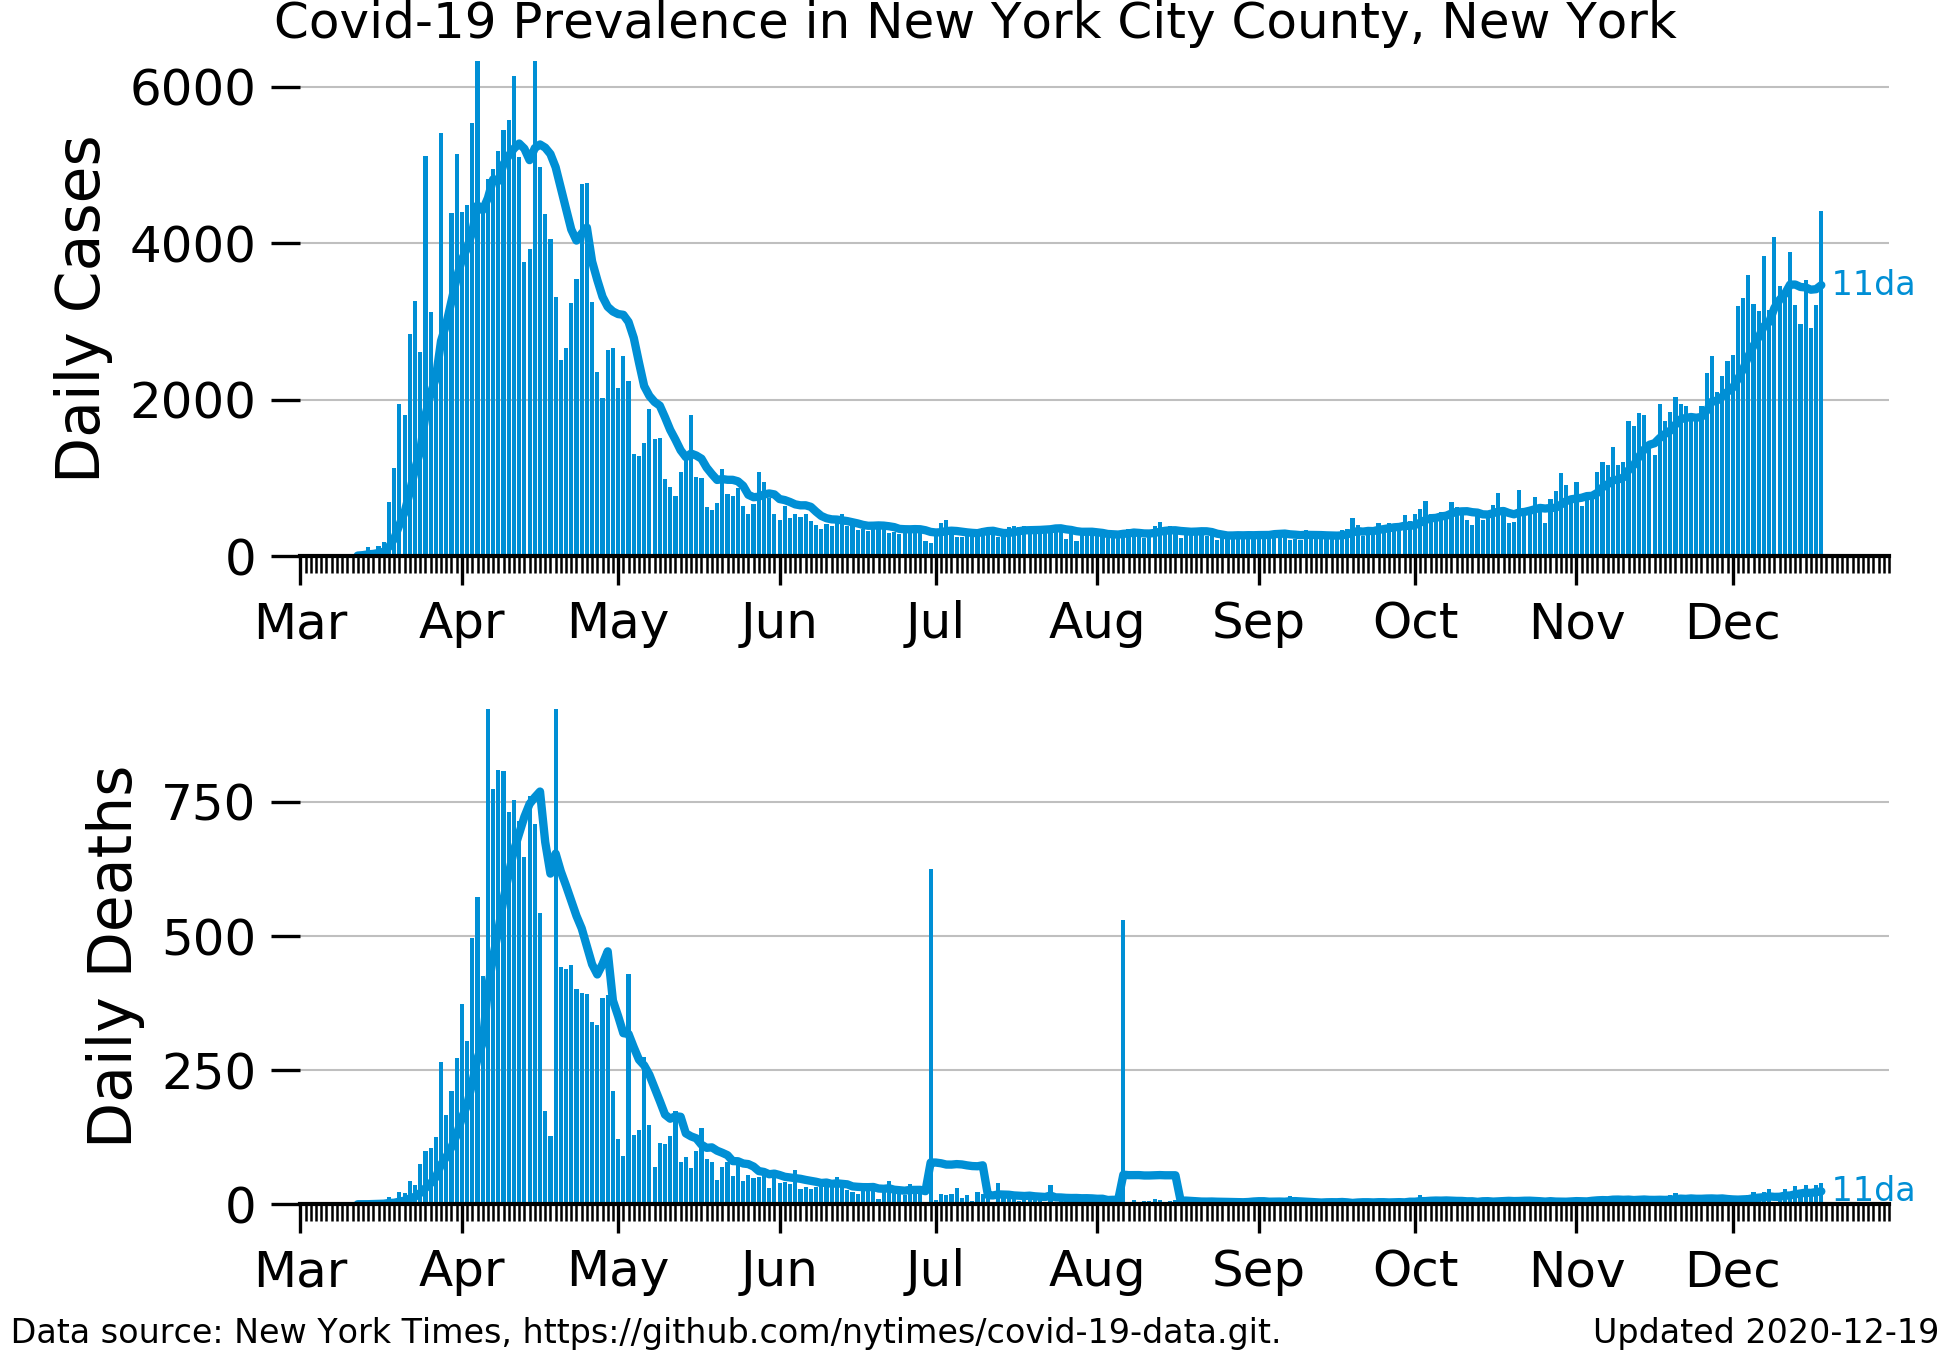 Covid-19 Prevalence in New York City County, New York
Daily Cases
6000
4000
2000
0
11da
Mar Apr May Jun Jul Aug Sep Oct Nov Dec
Daily Deaths
750
500
250
0
11da
Mar Apr May Jun Jul Aug Sep Oct Nov Dec
Data source: New York Times, https://github.com/nytimes/covid-19-data.git. Updated 2020-12-19